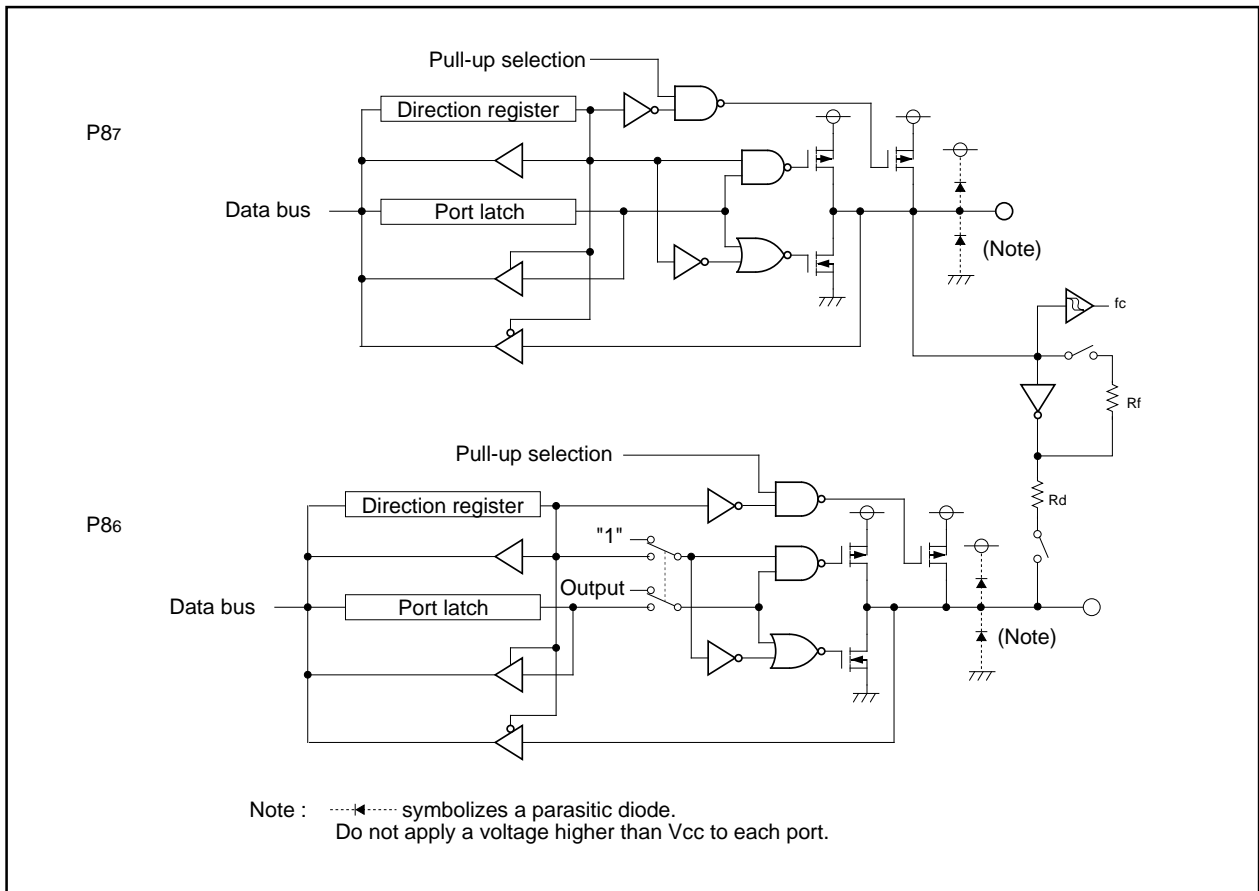 Pull-up selection
Direction register
P87
Data bus
Port latch
(Note)
fc
Rf
Pull-up selection
Direction register
Rd
P86
"1"
Output
Data bus
Port latch
(Note)
Note : symbolizes a parasitic diode.
Do not apply a voltage higher than Vcc to each port.